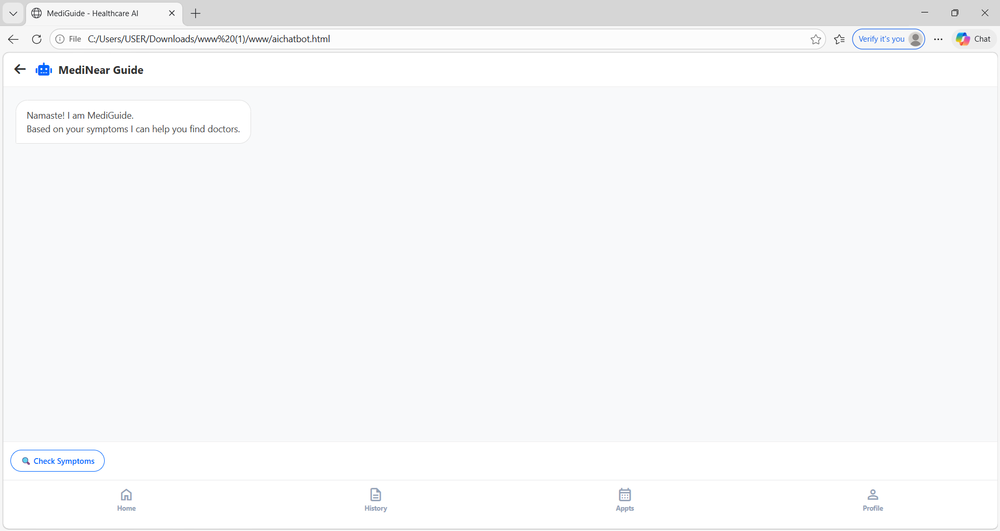 MediGuide - Healthcare AI
File C:/Users/USER/Downloads/www%20(1)/www/aichatbot.html
Verify it's you
Chat
MediNear Guide
Namaste! I am MediGuide.
Based on your symptoms I can help you find doctors.
Check Symptoms
Home
History
Appts
Profile